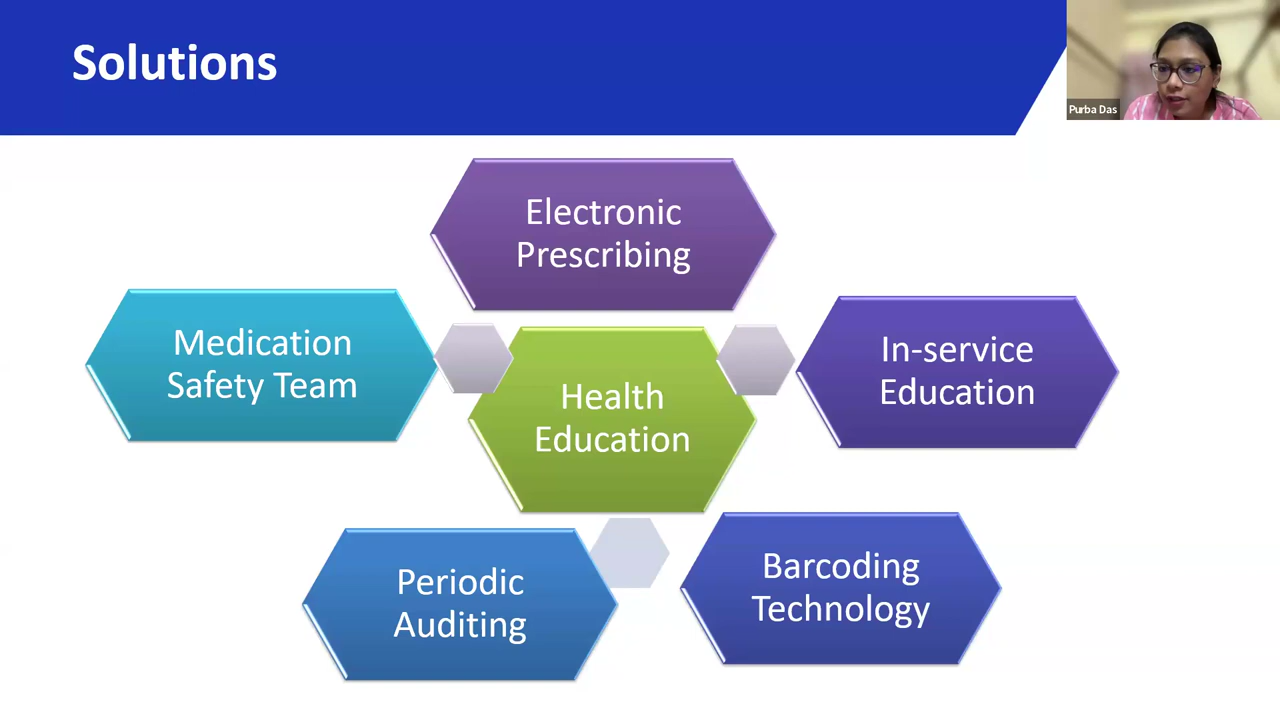 Solutions
Purba Das
Electronic
Prescribing
Medication
Safety Team
In-service
Education
Health
Education
Periodic
Auditing
Barcoding
Technology